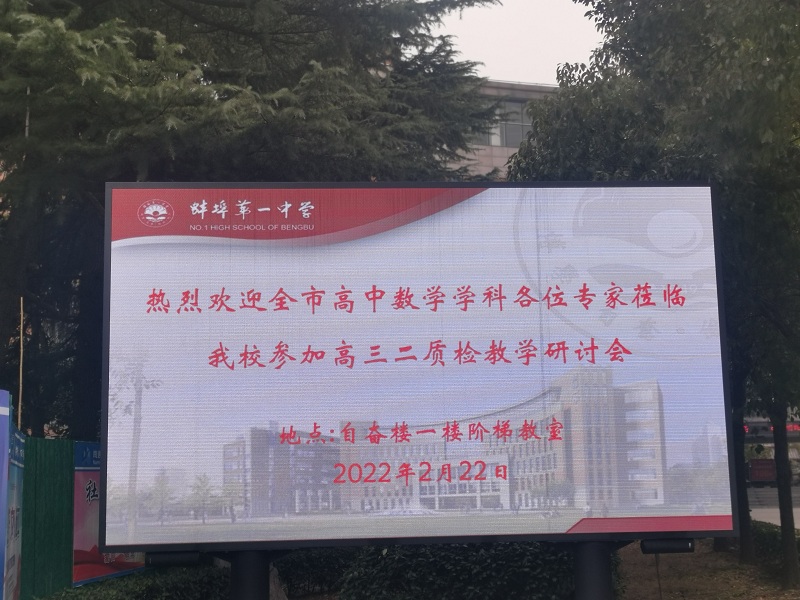 蚌埠第一中学
NO.1 HIGH SCHOOL OF BENGBU
热烈欢迎全市高中数学学科各位专家莅临
我校参加高三二质检教学研讨会
地点:自奋楼一楼阶梯教室
2022年2月22日
社